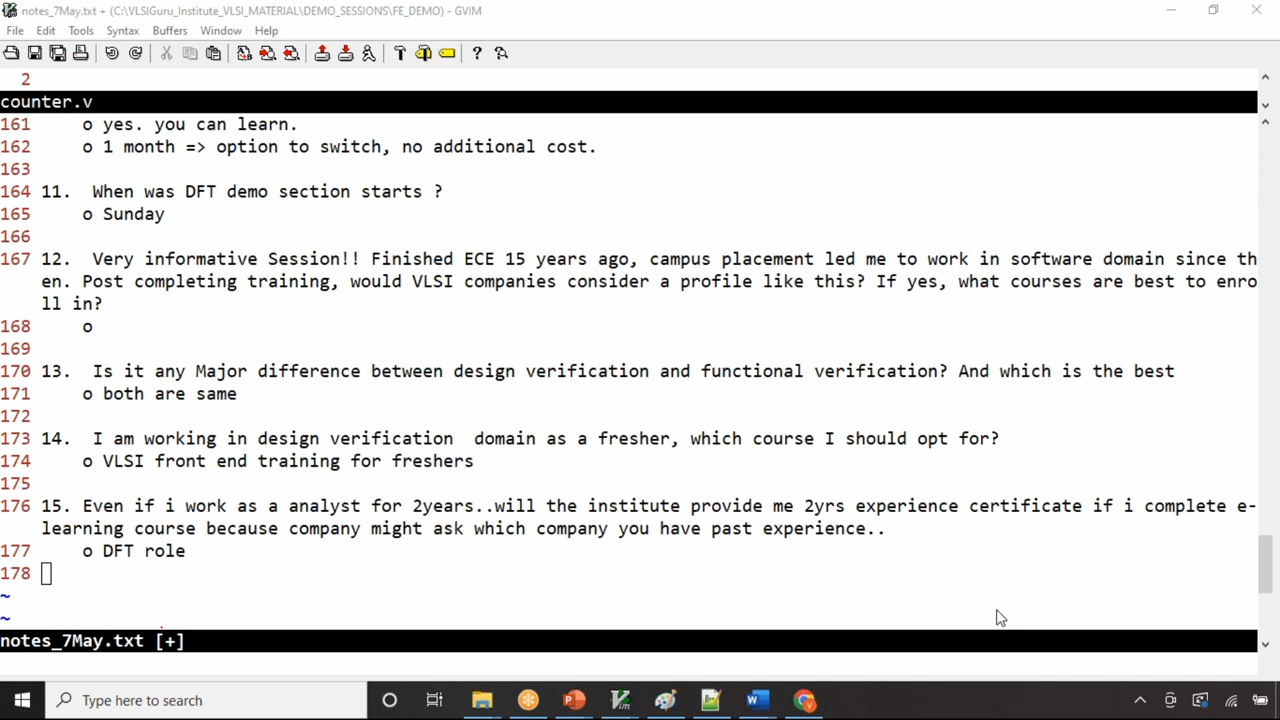 notes_7May.txt + (C:\VLSIGuru_Institute_VLSI_MATERIAL\DEMO_SESSIONS\FE_DEMO) - GVIM
File Edit Tools Syntax Buffers Window Help
2
counter.v
161 o yes. you can learn.
162 o 1 month => option to switch, no additional cost.
163
164 11. When was DFT demo section starts ?
165 o Sunday
166
167 12. Very informative Session!! Finished ECE 15 years ago, campus placement led me to work in software domain since th
en. Post completing training, would VLSI companies consider a profile like this? If yes, what courses are best to enro
ll in?
168 o
169
170 13. Is it any Major difference between design verification and functional verification? And which is the best
171 o both are same
172
173 14. I am working in design verification domain as a fresher, which course I should opt for?
174 o VLSI front end training for freshers
175
176 15. Even if i work as a analyst for 2years..will the institute provide me 2yrs experience certificate if i complete e-
learning course because company might ask which company you have past experience..
177 o DFT role
178
~
~
notes_7May.txt [+]
Type here to search